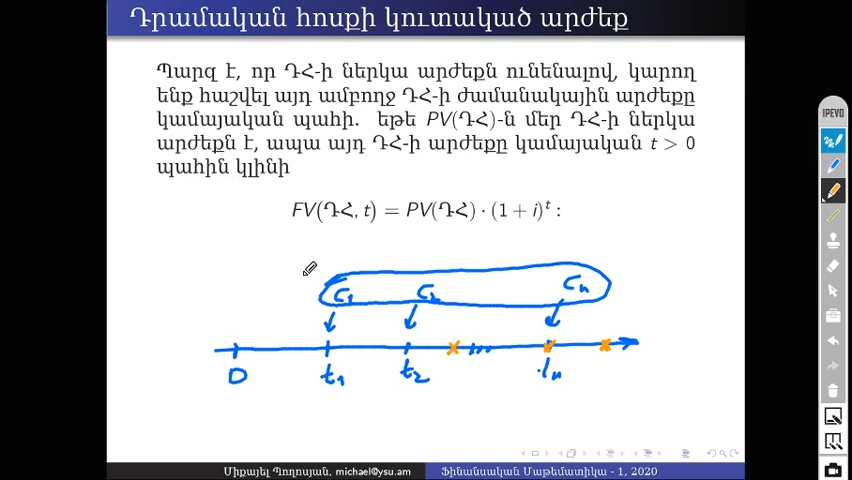 Դրամական հոսքի կուտակած արժեք
Պարզ է, որ ԴՀ-ի ներկա արժեքն ունենալով, կարող
ենք հաշվել այդ ամբողջ ԴՀ-ի ժամանակային արժեքը
կամայական պահի. եթե PV(ԴՀ)-ն մեր ԴՀ-ի ներկա
արժեքն է, ապա այդ ԴՀ-ի արժեքը կամայական t > 0
պահին կլինի
FV(ԴՀ, t) = PV(ԴՀ) · (1 + i)^t :
C₁ C₂ Cₙ
0 t₁ t₂ ... tₙ
IPEVO
Միքայել Պողոսյան, michael@ysu.am Ֆինանսական Մաթեմատիկա - 1, 2020